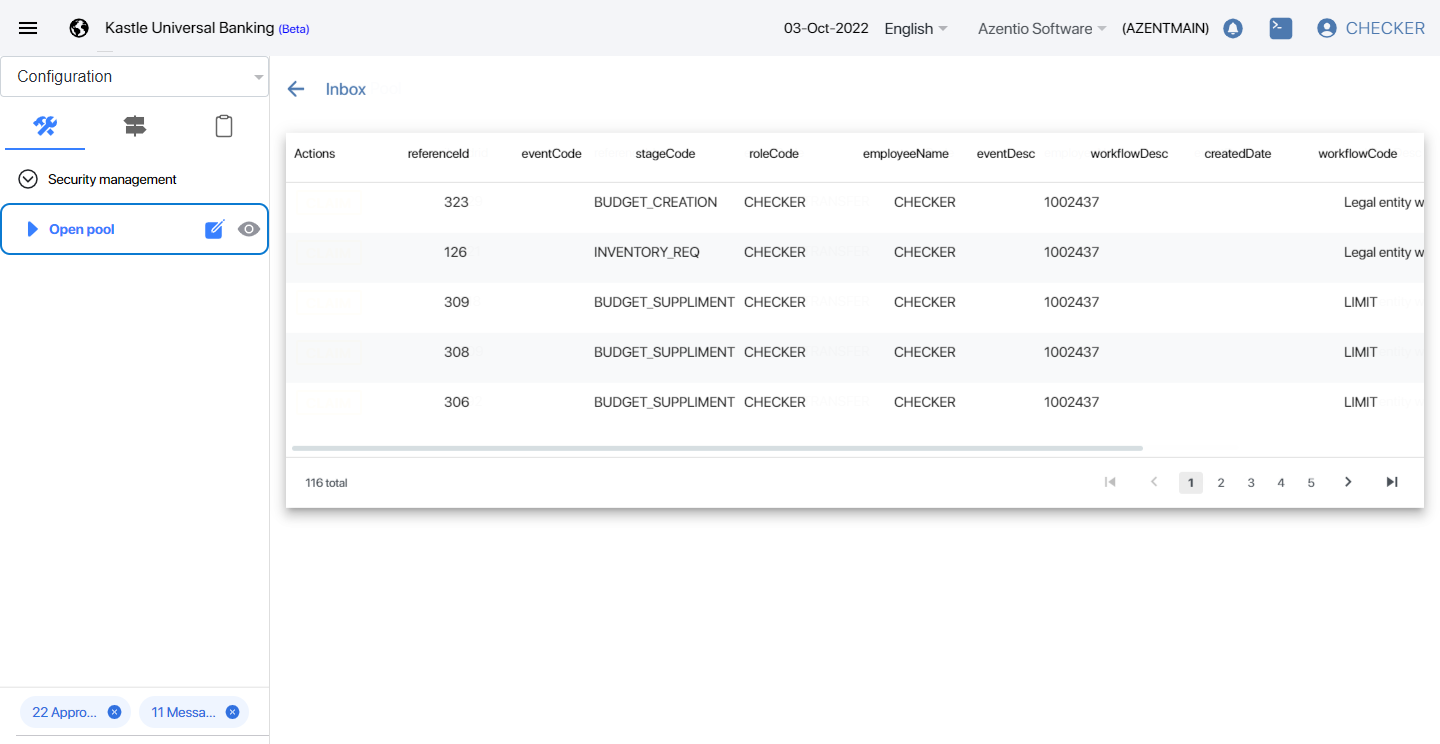 Kastle Universal Banking (Beta) 03-Oct-2022 English Azentio Software (AZENTMAIN) CHECKER
Configuration
Inbox
Security management
Open pool
Actions referenceId eventCode stageCode roleCode employeeName eventDesc workflowDesc createdDate workflowCode
323 BUDGET_CREATION CHECKER CHECKER 1002437 Legal entity w
126 INVENTORY_REQ CHECKER CHECKER 1002437 Legal entity w
309 BUDGET_SUPPLIMENT CHECKER CHECKER 1002437 LIMIT
308 BUDGET_SUPPLIMENT CHECKER CHECKER 1002437 LIMIT
306 BUDGET_SUPPLIMENT CHECKER CHECKER 1002437 LIMIT
116 total 1 2 3 4 5
22 Appro... 11 Messa...